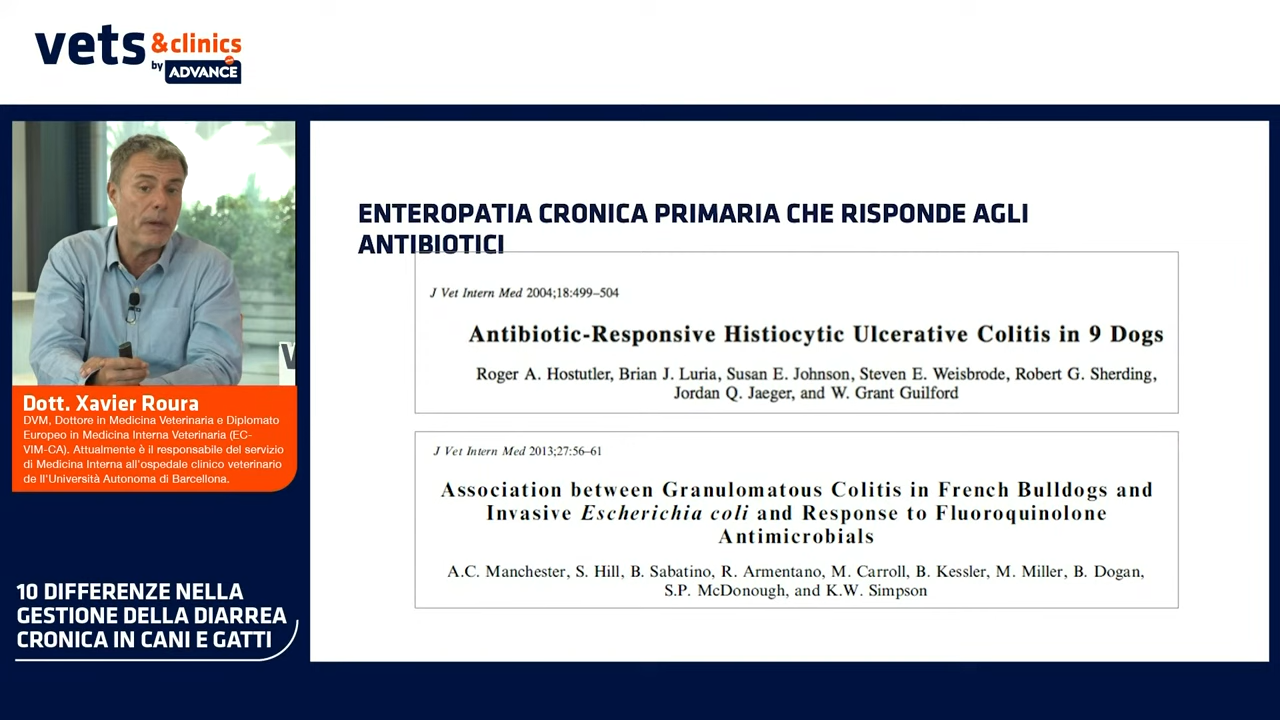 vets &clinics
by ADVANCE
ENTEROPATIA CRONICA PRIMARIA CHE RISPONDE AGLI
ANTIBIOTICI
J Vet Intern Med 2004;18:499–504
Antibiotic-Responsive Histiocytic Ulcerative Colitis in 9 Dogs
Roger A. Hostutler, Brian J. Luria, Susan E. Johnson, Steven E. Weisbrode, Robert G. Sherding,
Jordan Q. Jaeger, and W. Grant Guilford
J Vet Intern Med 2013;27:56–61
Association between Granulomatous Colitis in French Bulldogs and
Invasive Escherichia coli and Response to Fluoroquinolone
Antimicrobials
A.C. Manchester, S. Hill, B. Sabatino, R. Armentano, M. Carroll, B. Kessler, M. Miller, B. Dogan,
S.P. McDonough, and K.W. Simpson
Dott. Xavier Roura
DVM, Dottore in Medicina Veterinaria e Diplomato
Europeo in Medicina Interna Veterinaria (EC-
VIM-CA). Attualmente è il responsabile del servizio
di Medicina Interna all'ospedale clinico veterinario
de ll'Università Autonoma di Barcellona.
10 DIFFERENZE NELLA
GESTIONE DELLA DIARREA
CRONICA IN CANI E GATTI